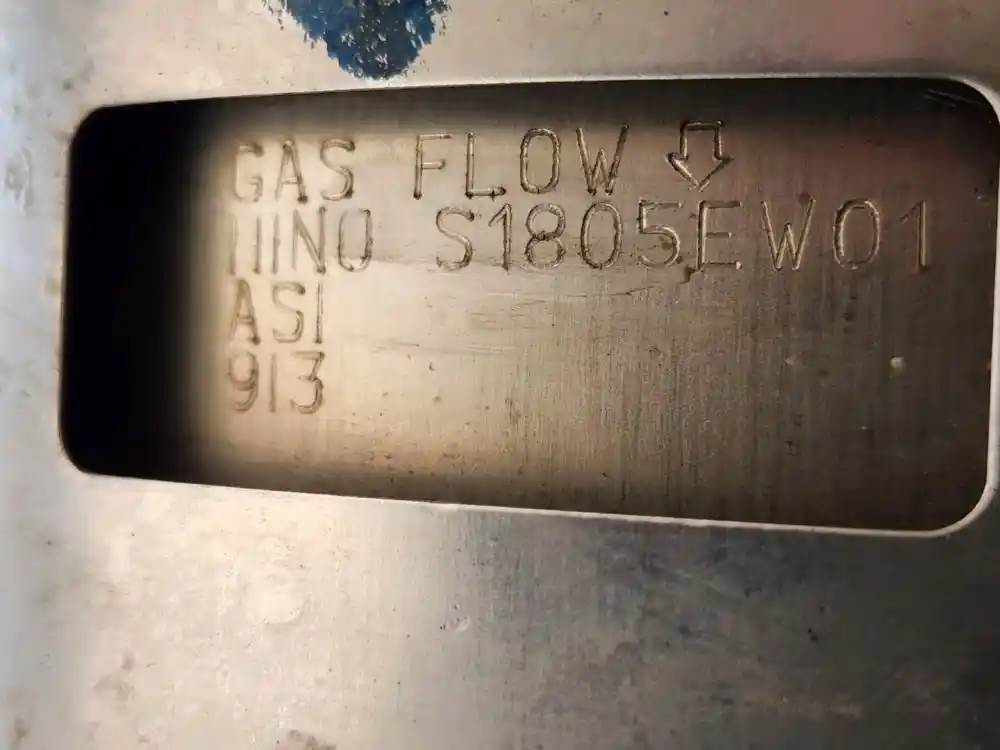 GAS FLOW ⇩
HINO S1805EW01
ASI
913